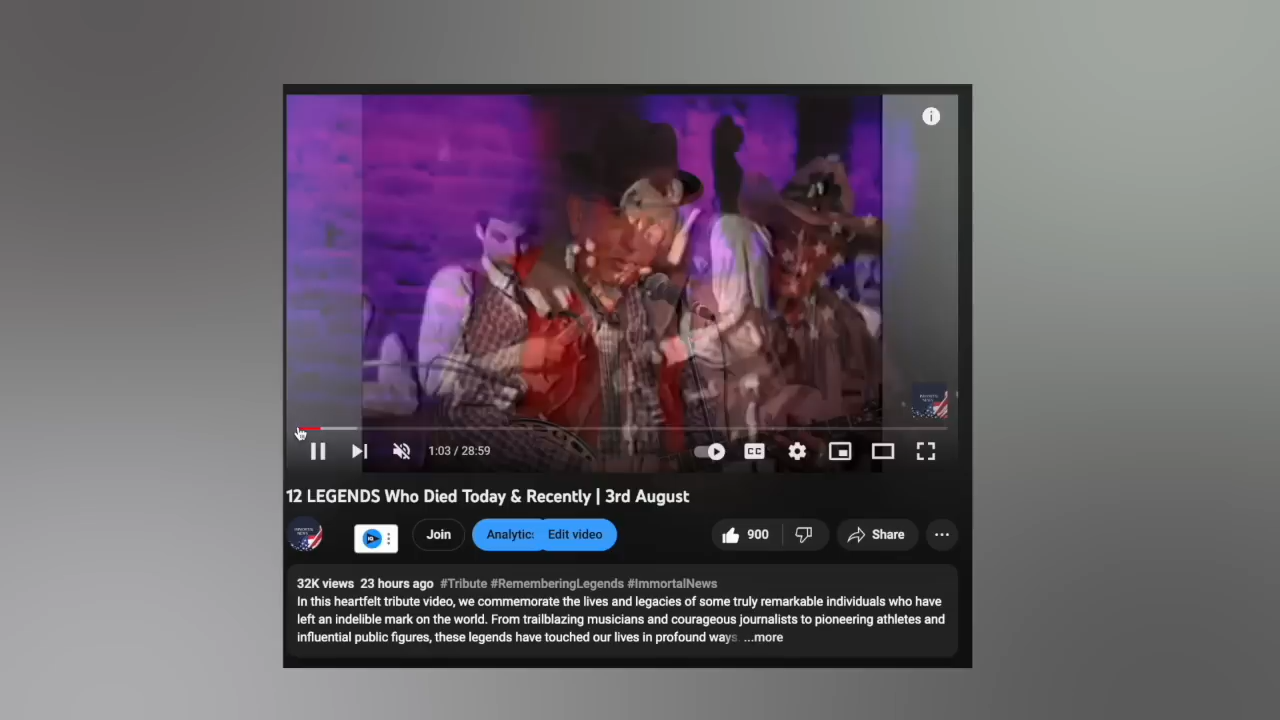 1:03 / 28:59
CC
12 LEGENDS Who Died Today & Recently | 3rd August
Join
Analytics
Edit video
900
Share
32K views 23 hours ago #Tribute #RememberingLegends #ImmortalNews
In this heartfelt tribute video, we commemorate the lives and legacies of some truly remarkable individuals who have
left an indelible mark on the world. From trailblazing musicians and courageous journalists to pioneering athletes and
influential public figures, these legends have touched our lives in profound ways. ...more